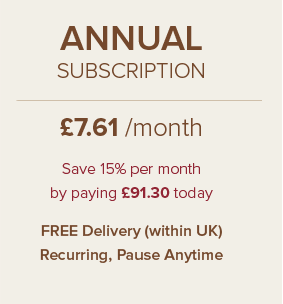 ANNUAL
SUBSCRIPTION
£7.61 /month
Save 15% per month
by paying £91.30 today
FREE Delivery (within UK)
Recurring, Pause Anytime